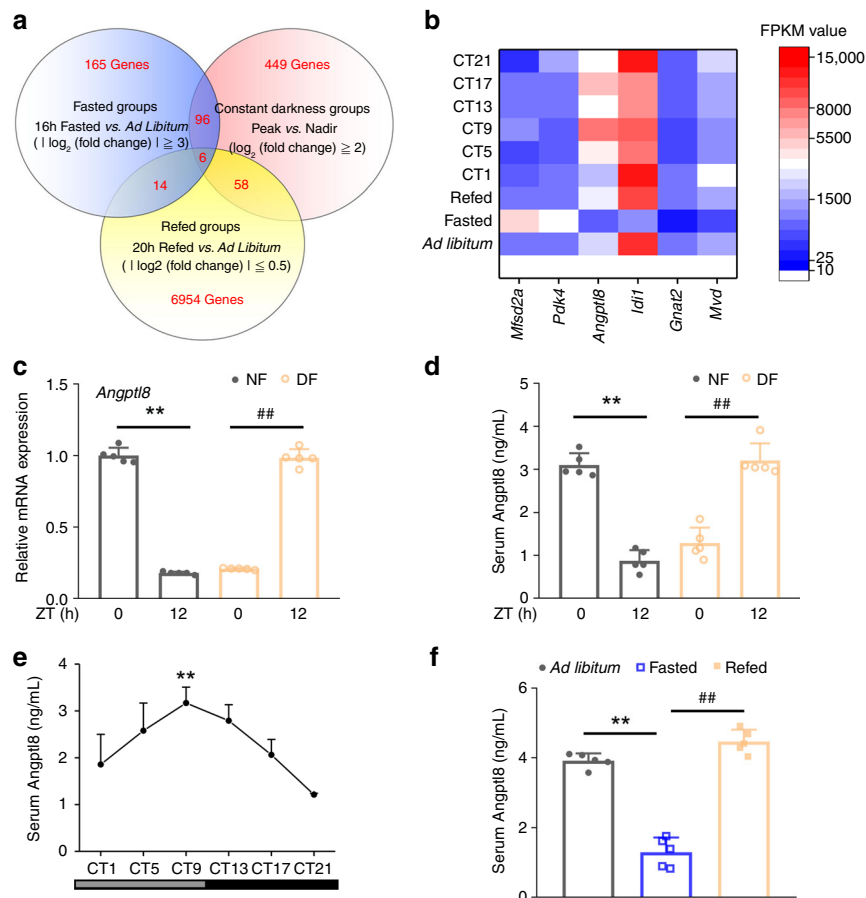 a
165 Genes
449 Genes
Fasted groups
16h Fasted vs. Ad Libitum
( | log2 (fold change) | ≧ 3)
96
Constant darkness groups
Peak vs. Nadir
(log2 (fold change) ≧ 2)
6
14
58
Refed groups
20h Refed vs. Ad Libitum
( | log2 (fold change) | ≦ 0.5)
6954 Genes
b
FPKM value
CT21
CT17
CT13
CT9
CT5
CT1
Refed
Fasted
Ad libitum
Mfsd2a
Pdk4
Angptl8
Idi1
Gnat2
Mvd
15,000
8000
5500
1500
25
10
c
NF
DF
Angptl8
**
##
Relative mRNA expression
1.5
1.0
0.5
0.0
ZT (h)
0
12
0
12
d
NF
DF
**
##
Serum Angptl8 (ng/mL)
5
4
3
2
1
0
ZT (h)
0
12
0
12
e
**
Serum Angptl8 (ng/mL)
4
3
2
1
0
CT1
CT5
CT9
CT13
CT17
CT21
f
Ad libitum
Fasted
Refed
**
##
Serum Angptl8 (ng/mL)
6
4
2
0